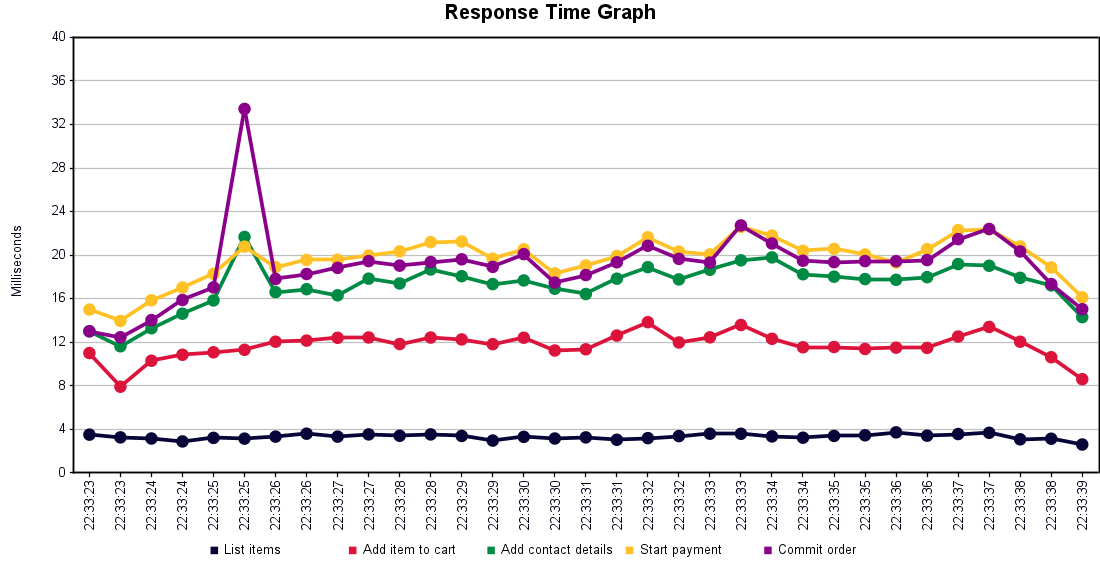 Response Time Graph
Milliseconds
40
36
32
28
24
20
16
12
8
4
0
22:33:23 22:33:23 22:33:24 22:33:24 22:33:25 22:33:25 22:33:26 22:33:26 22:33:27 22:33:27 22:33:28 22:33:28 22:33:29 22:33:29 22:33:30 22:33:30 22:33:31 22:33:31 22:33:32 22:33:32 22:33:33 22:33:33 22:33:34 22:33:34 22:33:35 22:33:35 22:33:36 22:33:36 22:33:37 22:33:37 22:33:38 22:33:38 22:33:39
List items Add item to cart Add contact details Start payment Commit order